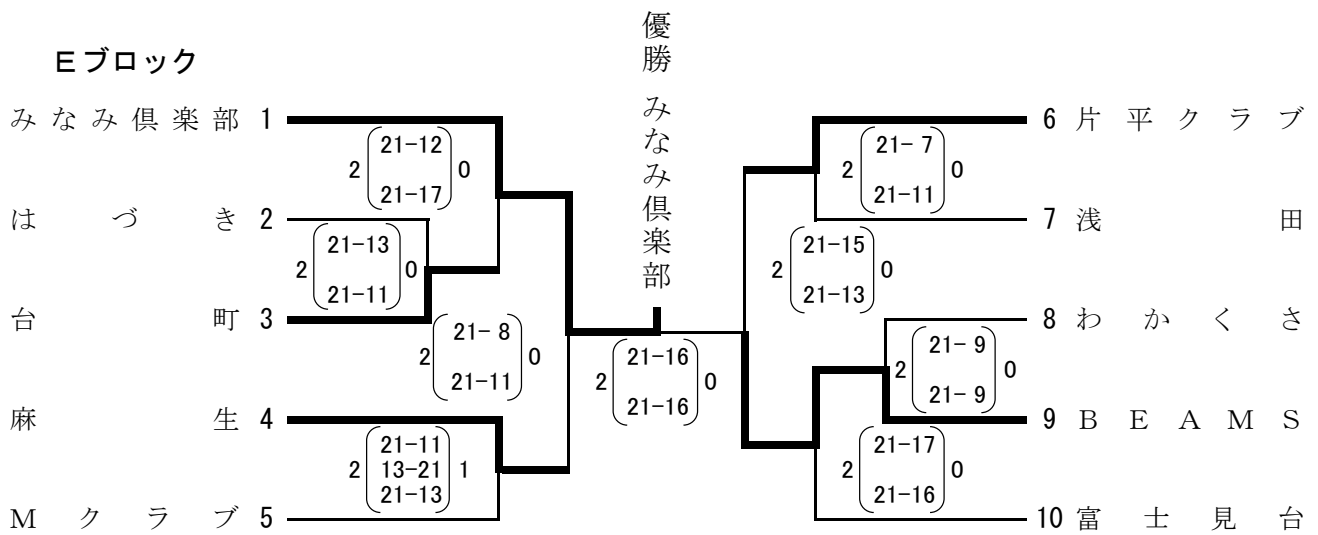 優勝 みなみ倶楽部
Eブロック
みなみ倶楽部 1
21-12
2 0
21-17
はづき 2
21-13
2 0
21-11
台町 3
21- 8
2 0
21-11
麻生 4
21-11
2 13-21 1
21-13
Mクラブ 5
21-16
2 0
21-16
6 片平クラブ
21- 7
2 0
21-11
7 浅田
21-15
2 0
21-13
8 わかくさ
21- 9
2 0
21- 9
9 BEAMS
21-17
2 0
21-16
10 富士見台